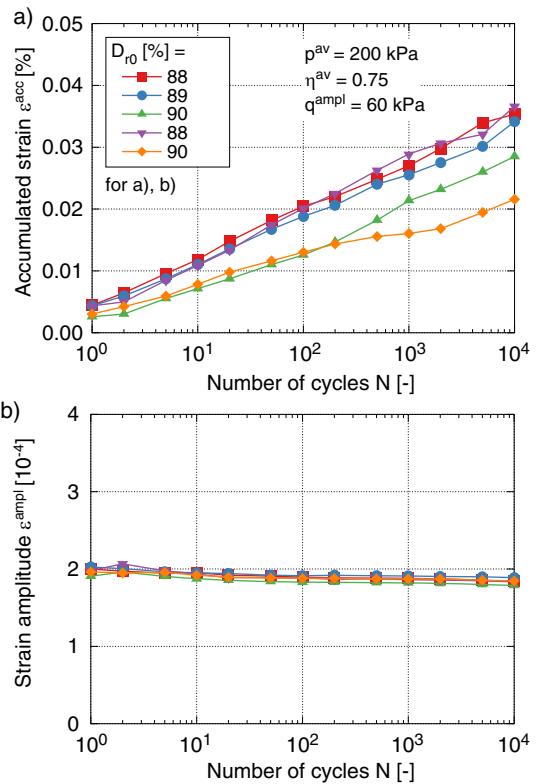 a)
0.05
0.04
0.03
0.02
0.01
0.00
Accumulated strain ε^acc [%]
D_r0 [%] =
88
89
90
88
90
for a), b)
p^av = 200 kPa
η^av = 0.75
q^ampl = 60 kPa
10^0 10^1 10^2 10^3 10^4
Number of cycles N [-]
b)
4
3
2
1
0
Strain amplitude ε^ampl [10^-4]
10^0 10^1 10^2 10^3 10^4
Number of cycles N [-]